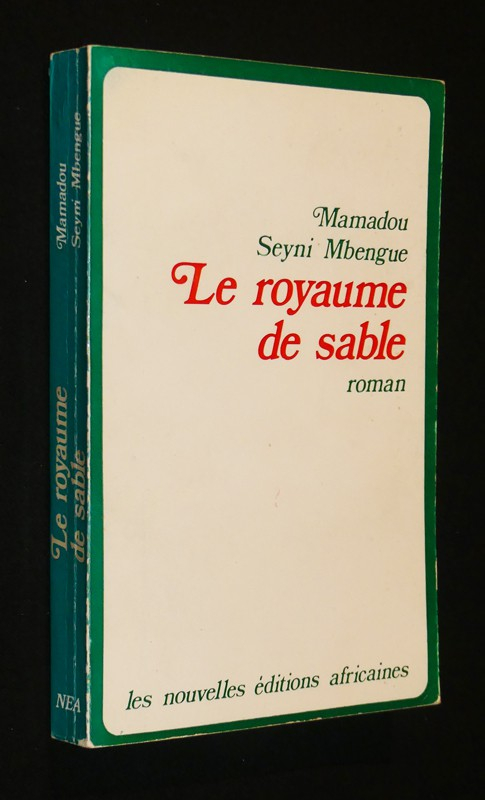 Mamadou
Seyni Mbengue
Le royaume
de sable
roman
les nouvelles éditions africaines
Mamadou
Seyni Mbengue
Le royaume
de sable
NEA